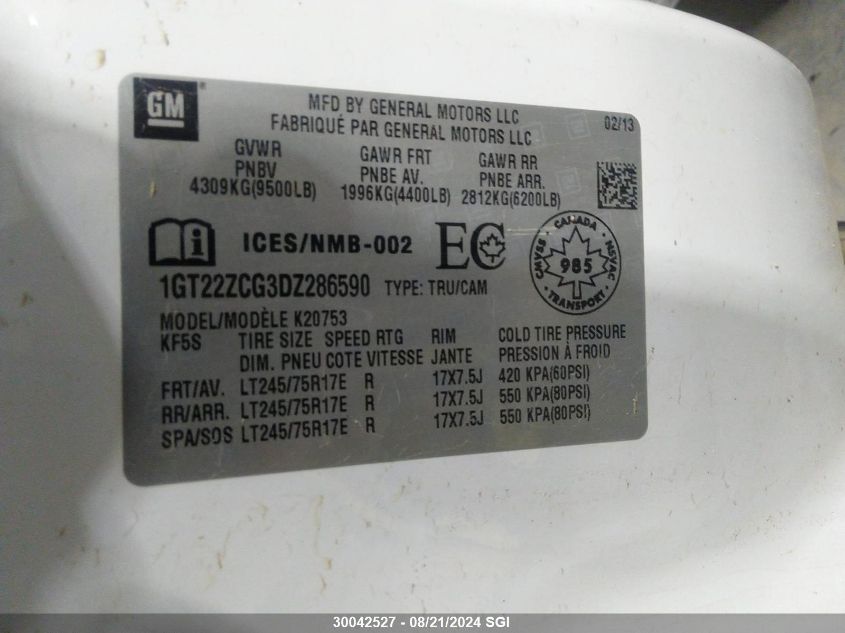 GM
MFD BY GENERAL MOTORS LLC
FABRIQUÉ PAR GENERAL MOTORS LLC
02/13
GVWR GAWR FRT GAWR RR
PNBV PNBE AV. PNBE ARR.
4309KG(9500LB) 1996KG(4400LB) 2812KG(6200LB)
i ICES/NMB-002 EC
CANADA
CMVSS 985 NSVAC
TRANSPORT
1GT22ZCG3DZ286590 TYPE: TRU/CAM
MODEL/MODÈLE K20753
KF5S TIRE SIZE SPEED RTG RIM COLD TIRE PRESSURE
DIM. PNEU COTE VITESSE JANTE PRESSION À FROID
FRT/AV. LT245/75R17E R 17X7.5J 420 KPA(60PSI)
RR/ARR. LT245/75R17E R 17X7.5J 550 KPA(80PSI)
SPA/SOS LT245/75R17E R 17X7.5J 550 KPA(80PSI)
30042527 - 08/21/2024 SGI